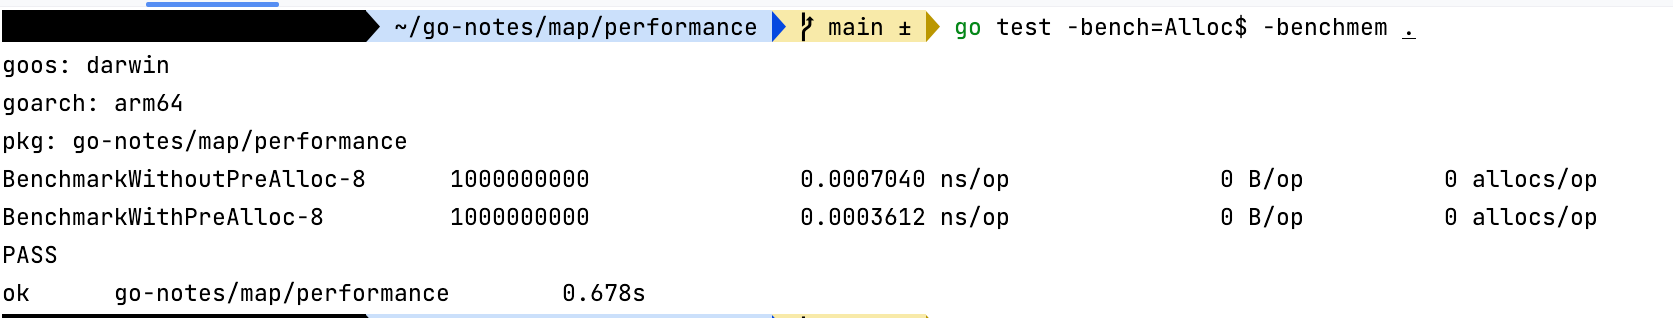 ~/go-notes/map/performance main ± go test -bench=Alloc$ -benchmem .
goos: darwin
goarch: arm64
pkg: go-notes/map/performance
BenchmarkWithoutPreAlloc-8 1000000000 0.0007040 ns/op 0 B/op 0 allocs/op
BenchmarkWithPreAlloc-8 1000000000 0.0003612 ns/op 0 B/op 0 allocs/op
PASS
ok go-notes/map/performance 0.678s